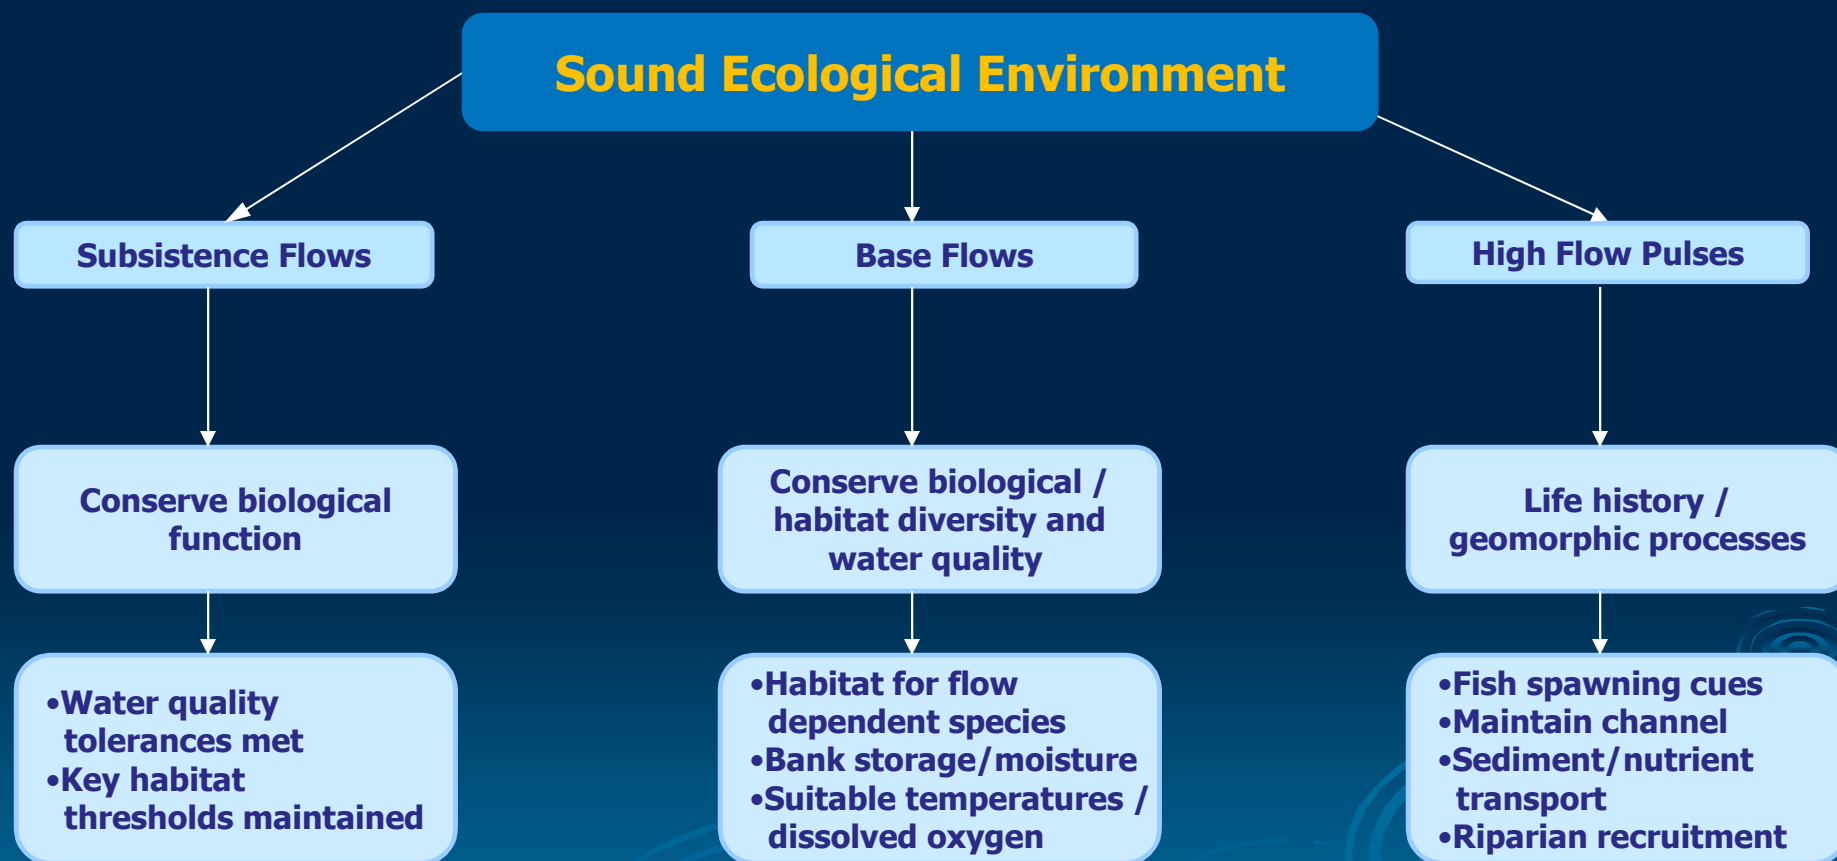 Sound Ecological Environment
Subsistence Flows
Base Flows
High Flow Pulses
Conserve biological
function
Conserve biological /
habitat diversity and
water quality
Life history /
geomorphic processes
•Water quality
tolerances met
•Key habitat
thresholds maintained
•Habitat for flow
dependent species
•Bank storage/moisture
•Suitable temperatures /
dissolved oxygen
•Fish spawning cues
•Maintain channel
•Sediment/nutrient
transport
•Riparian recruitment